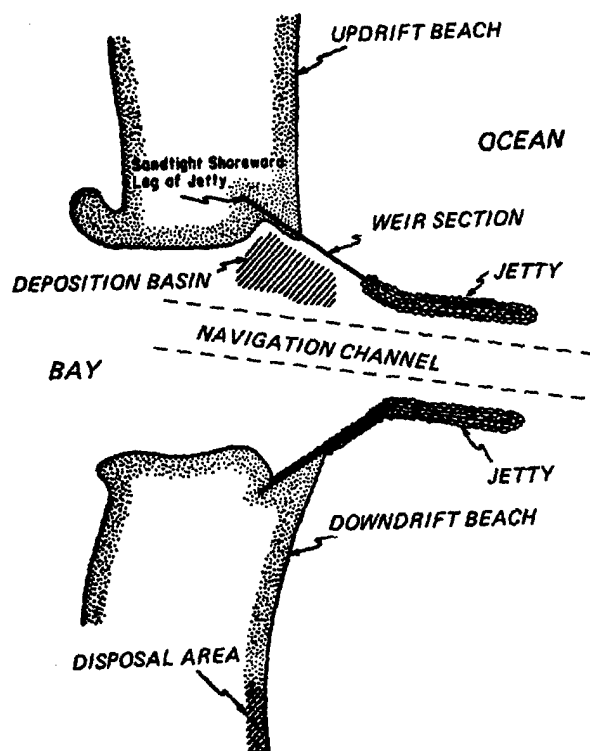 UPDRIFT BEACH
OCEAN
Sandtight Shoreward
Leg of Jetty
WEIR SECTION
DEPOSITION BASIN
JETTY
NAVIGATION CHANNEL
BAY
JETTY
DOWNDRIFT BEACH
DISPOSAL AREA